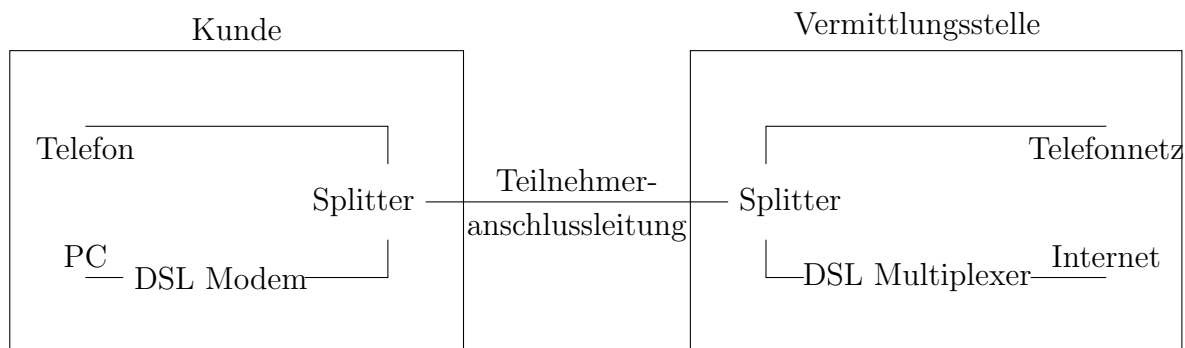 Kunde
Vermittlungsstelle
Telefon
Telefonnetz
Teilnehmer-
anschlussleitung
Splitter
Splitter
PC
DSL Modem
DSL Multiplexer
Internet